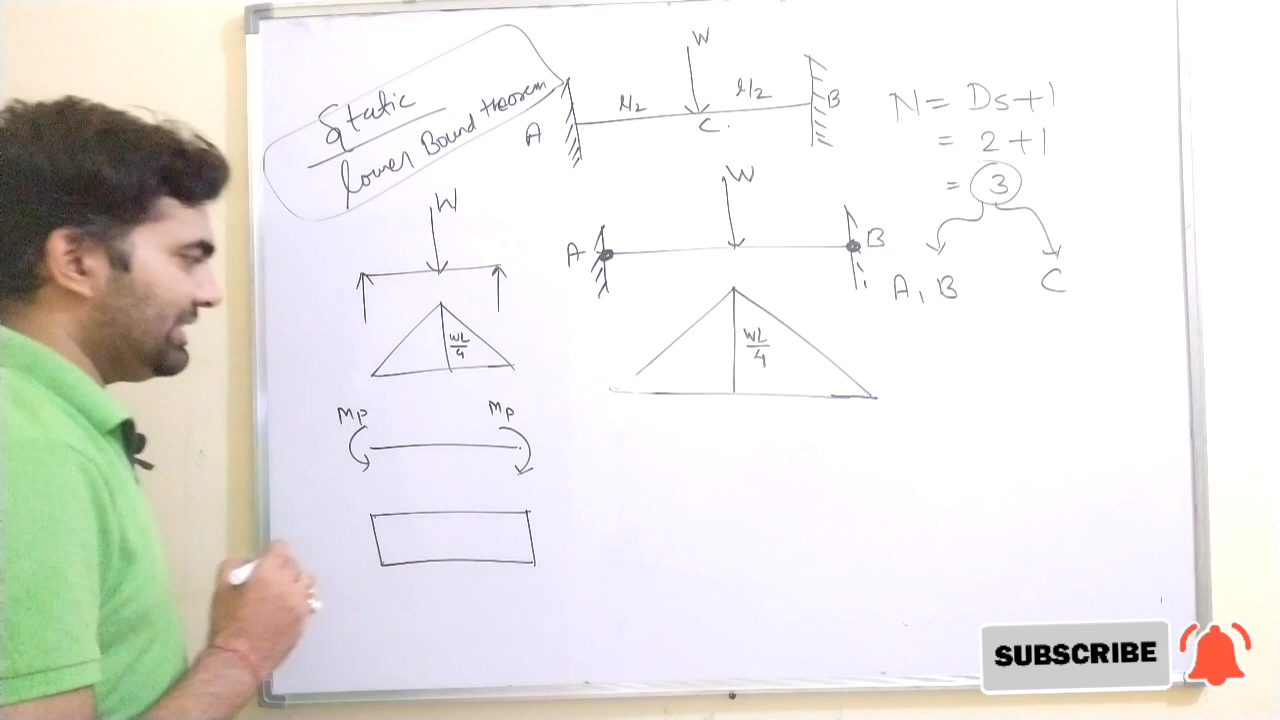 Static
lower Bound theorem
W
A
l/2
l/2
B
C.
N = Ds+1
= 2+1
= 3
A, B
C
W
A
B
WL/4
W
WL/4
Mp
Mp
SUBSCRIBE